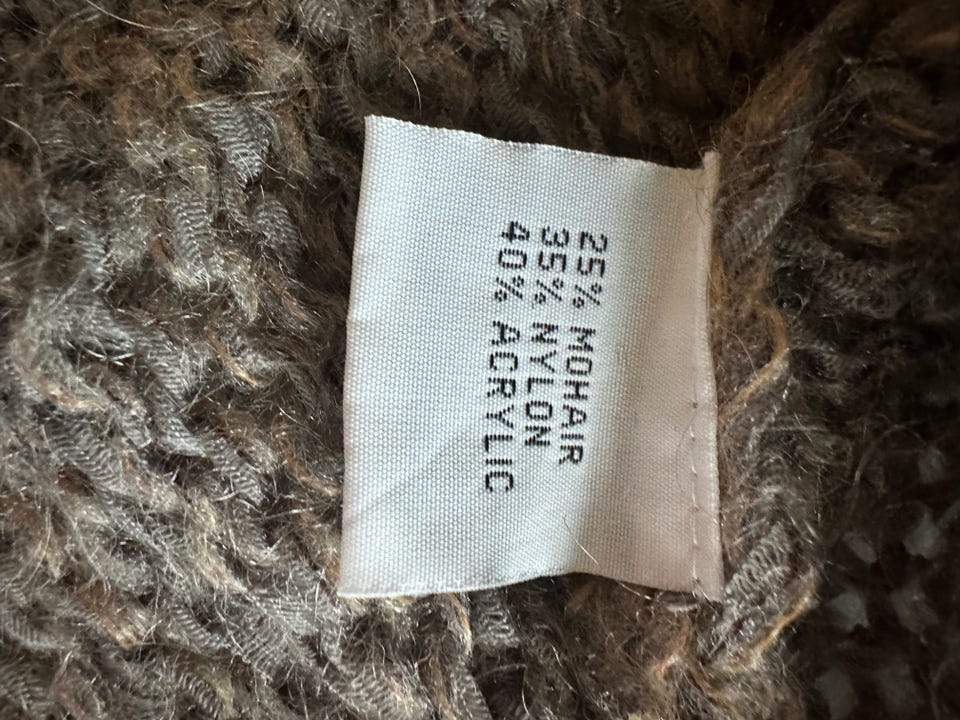 25% MOHAIR
35% NYLON
40% ACRYLIC